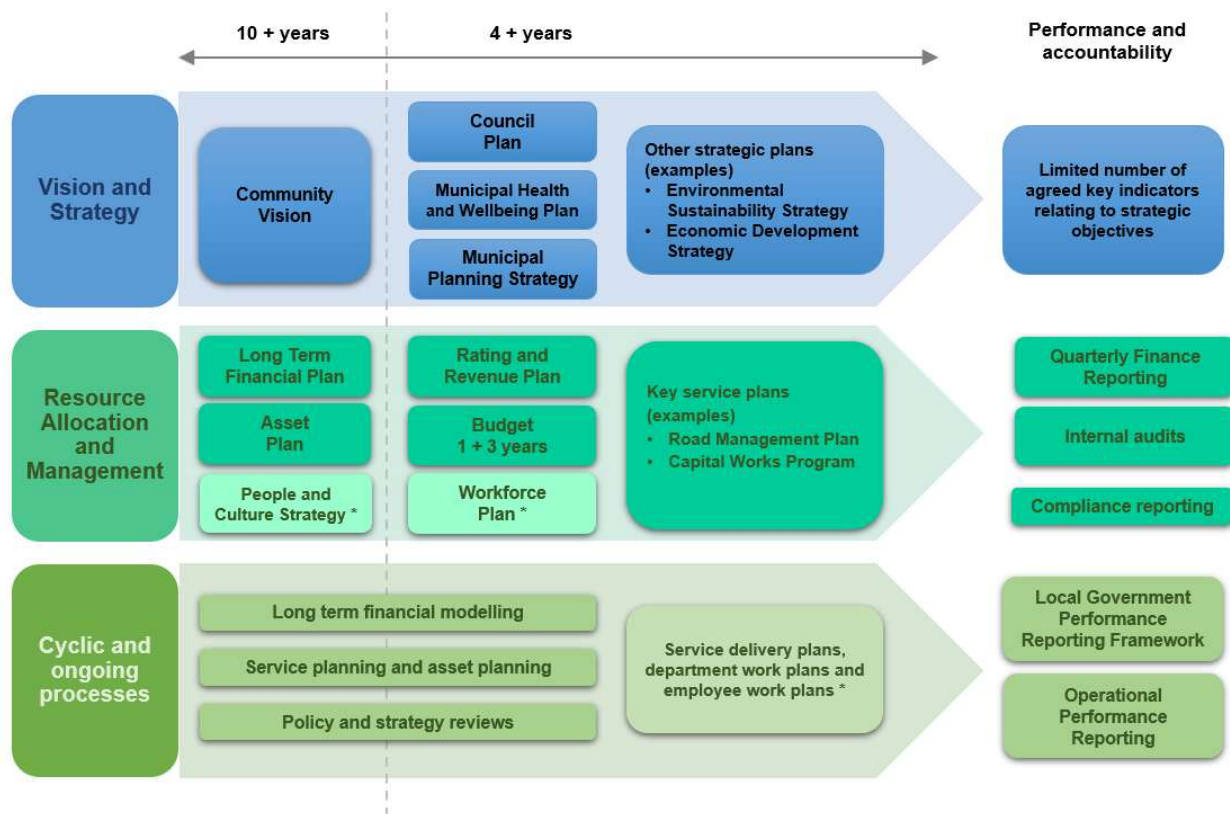 10 + years
4 + years
Performance and
accountability
Vision and
Strategy
Community
Vision
Council
Plan
Municipal Health
and Wellbeing Plan
Municipal
Planning Strategy
Other strategic plans
(examples)
• Environmental
Sustainability Strategy
• Economic Development
Strategy
Limited number of
agreed key indicators
relating to strategic
objectives
Resource
Allocation
and
Management
Long Term
Financial Plan
Asset
Plan
People and
Culture Strategy *
Rating and
Revenue Plan
Budget
1 + 3 years
Workforce
Plan *
Key service plans
(examples)
• Road Management Plan
• Capital Works Program
Quarterly Finance
Reporting
Internal audits
Compliance reporting
Cyclic and
ongoing
processes
Long term financial modelling
Service planning and asset planning
Policy and strategy reviews
Service delivery plans,
department work plans and
employee work plans *
Local Government
Performance
Reporting Framework
Operational
Performance
Reporting